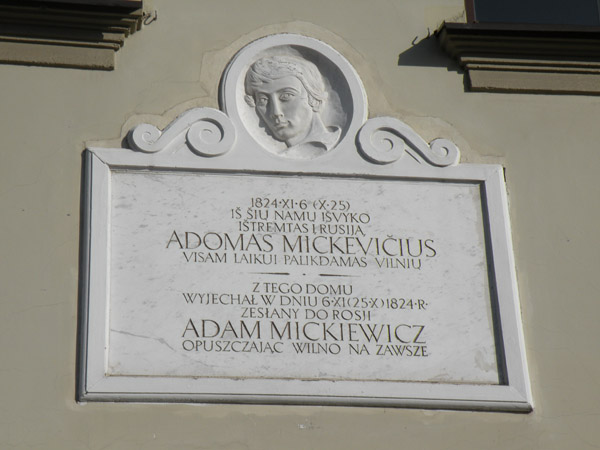 1824·XI·6 (X·25)
IŠ ŠIŲ NAMŲ IŠVYKO
IŠTREMTAS Į RUSIJĄ
ADOMAS MICKEVIČIUS
VISAM LAIKUI PALIKDAMAS VILNIŲ
Z TEGO DOMU
WYJECHAŁ W DNIU 6·XI(25·X)1824·R·
ZESŁANY DO ROSJI
ADAM MICKIEWICZ
OPUSZCZAJĄC WILNO NA ZAWSZE